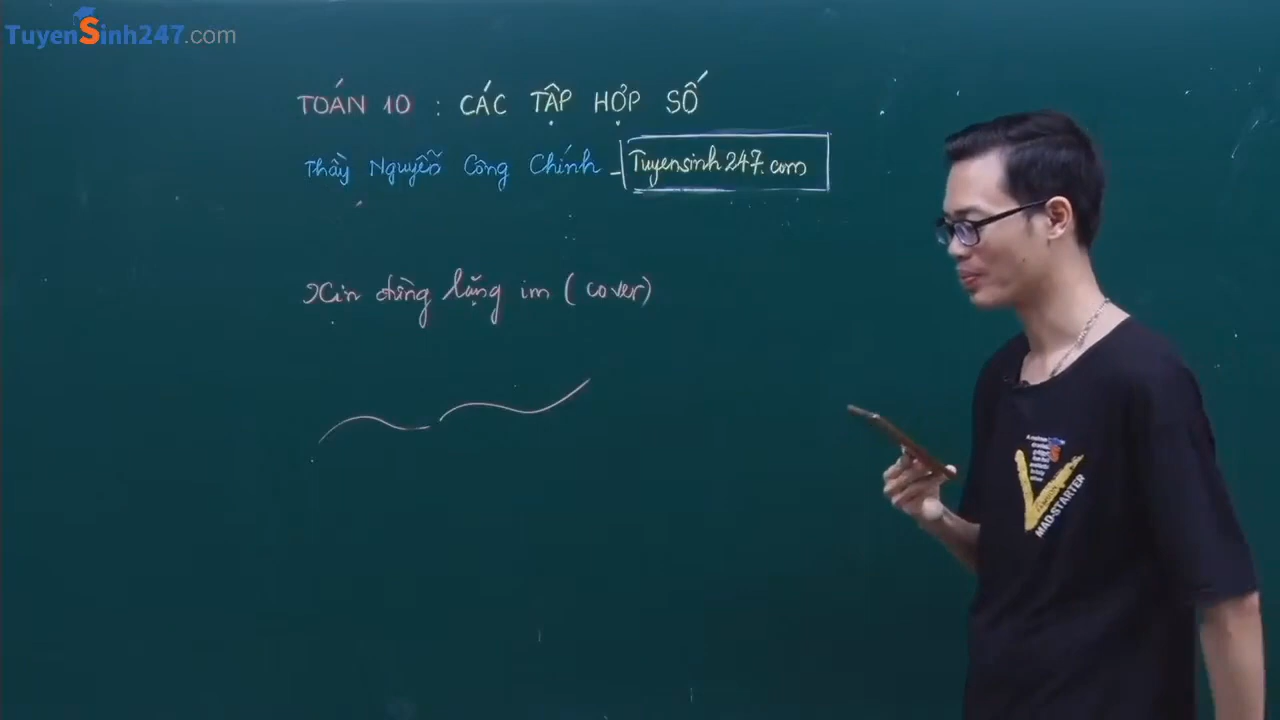 TuyenSinh247.com
TOÁN 10 : CÁC TẬP HỢP SỐ
Thầy Nguyễn Công Chính - Tuyensinh247.com
Xin đừng lặng im (cover)
MAD-STARTER